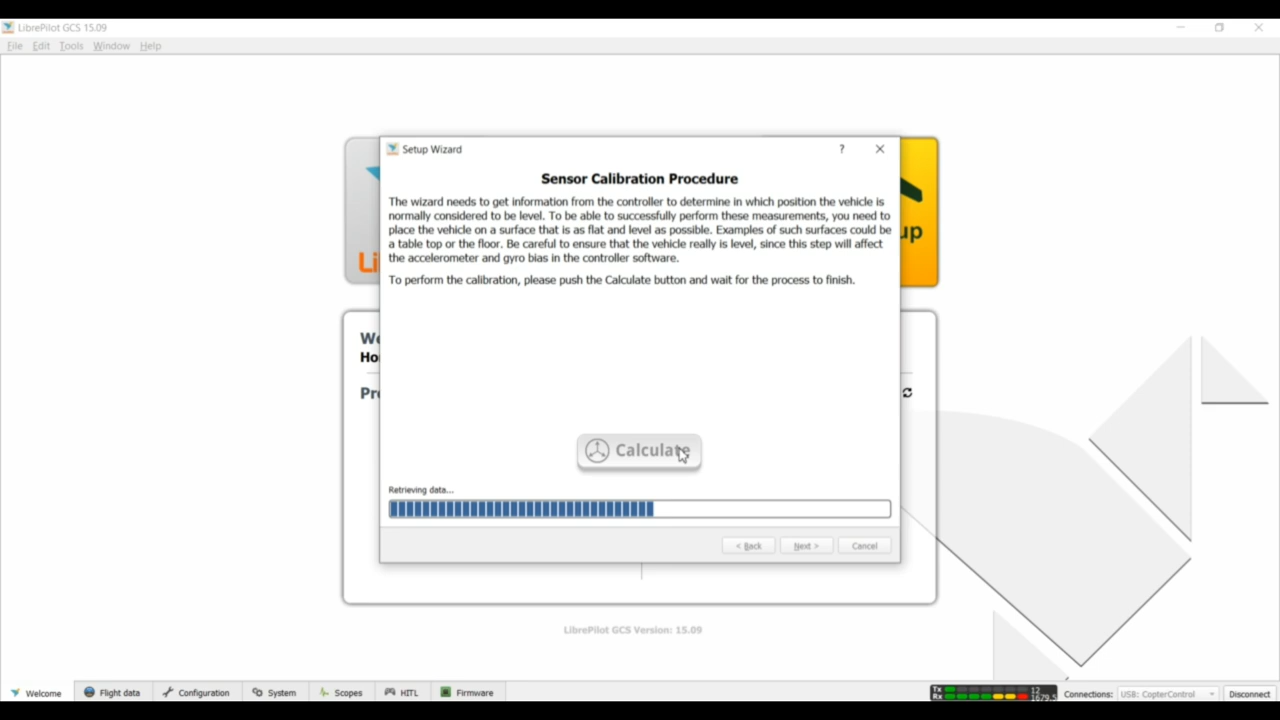 LibrePilot GCS 15.09
File Edit Tools Window Help
Setup Wizard ?
Sensor Calibration Procedure
The wizard needs to get information from the controller to determine in which position the vehicle is
normally considered to be level. To be able to successfully perform these measurements, you need to
place the vehicle on a surface that is as flat and level as possible. Examples of such surfaces could be
a table top or the floor. Be careful to ensure that the vehicle really is level, since this step will affect
the accelerometer and gyro bias in the controller software.
To perform the calibration, please push the Calculate button and wait for the process to finish.
up
Li
We
Ho
Pr
Calculate
Retrieving data...
< Back Next > Cancel
LibrePilot GCS Version: 15.09
Welcome Flight data Configuration System Scopes HITL Firmware
Tx 12
Rx 1679.5
Connections: USB: CopterControl Disconnect